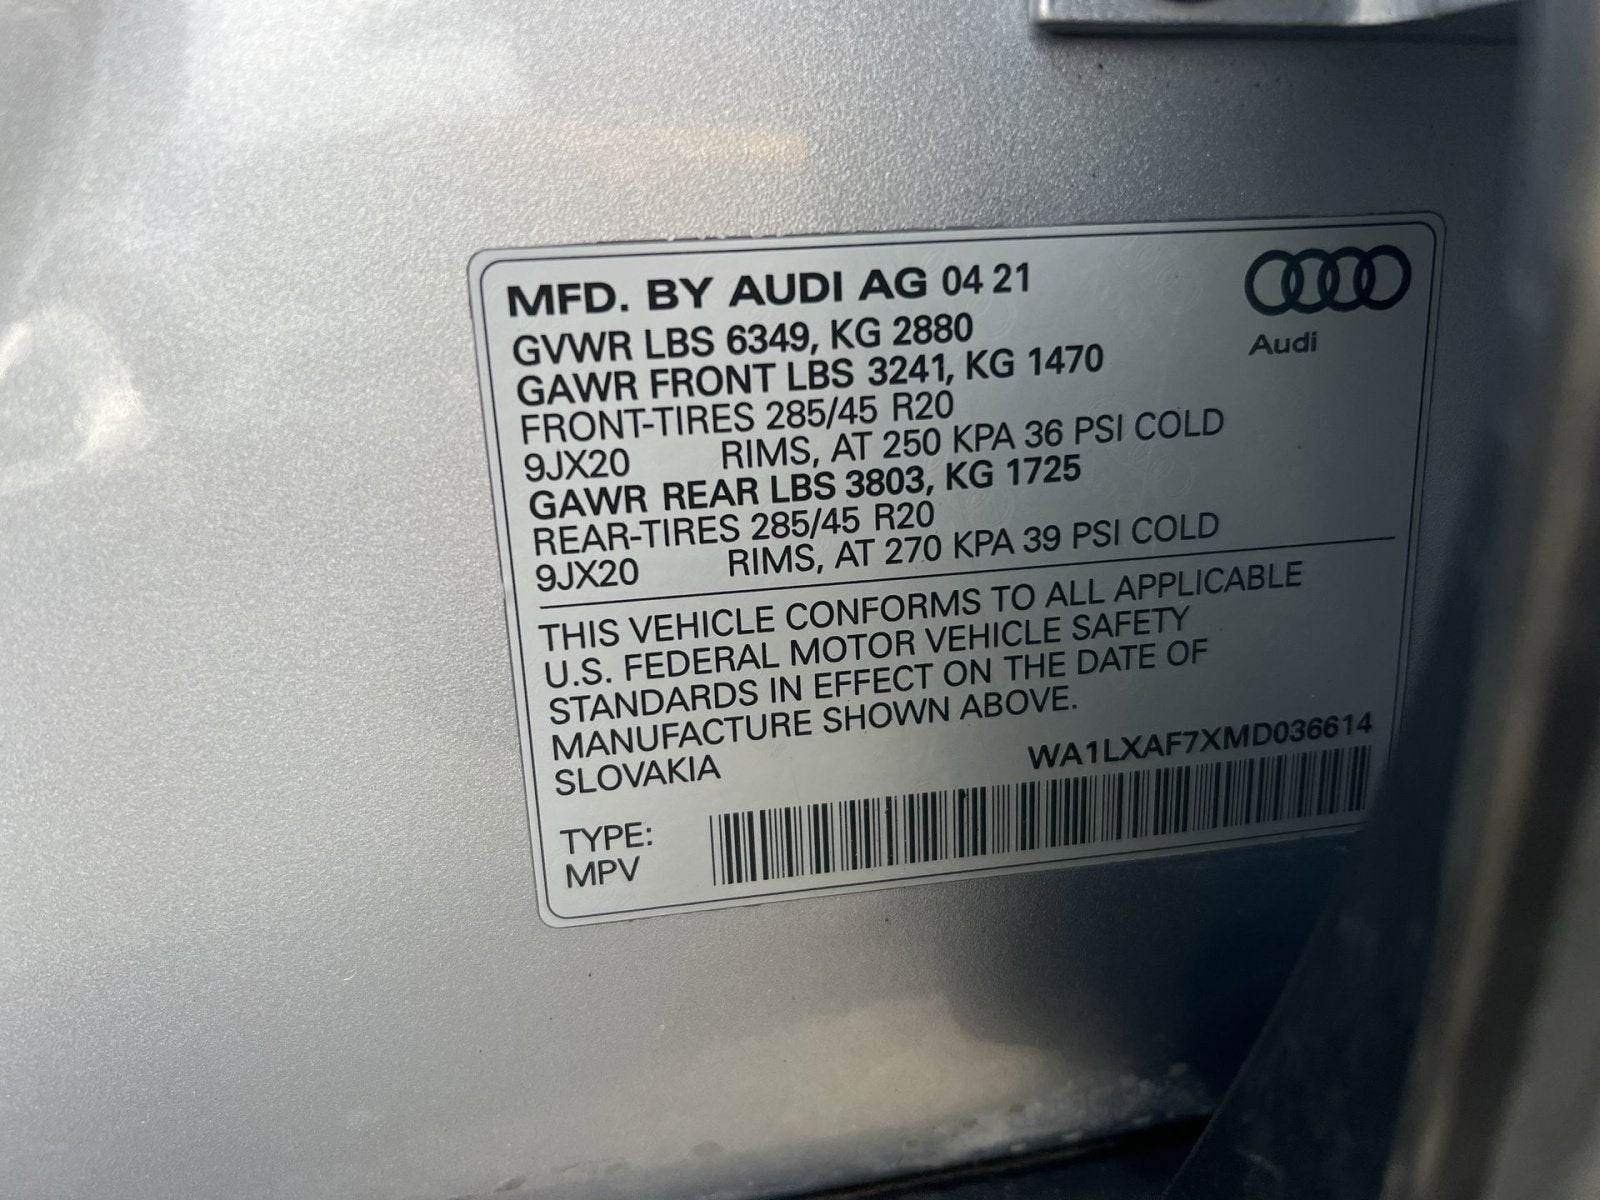 MFD. BY AUDI AG 04 21
Audi
GVWR LBS 6349, KG 2880
GAWR FRONT LBS 3241, KG 1470
FRONT-TIRES 285/45 R20
9JX20 RIMS, AT 250 KPA 36 PSI COLD
GAWR REAR LBS 3803, KG 1725
REAR-TIRES 285/45 R20
9JX20 RIMS, AT 270 KPA 39 PSI COLD
THIS VEHICLE CONFORMS TO ALL APPLICABLE
U.S. FEDERAL MOTOR VEHICLE SAFETY
STANDARDS IN EFFECT ON THE DATE OF
MANUFACTURE SHOWN ABOVE.
SLOVAKIA
WA1LXAF7XMD036614
TYPE:
MPV